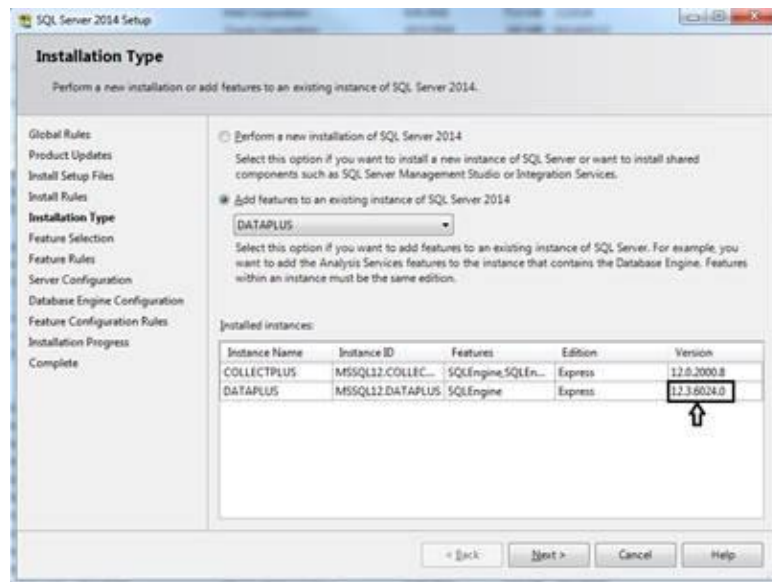 SQL Server 2014 Setup
Installation Type
Perform a new installation or add features to an existing instance of SQL Server 2014.
Global Rules
Product Updates
Install Setup Files
Install Rules
Installation Type
Feature Selection
Feature Rules
Server Configuration
Database Engine Configuration
Feature Configuration Rules
Installation Progress
Complete
Perform a new installation of SQL Server 2014
Select this option if you want to install a new instance of SQL Server or want to install shared
components such as SQL Server Management Studio or Integration Services.
Add features to an existing instance of SQL Server 2014
DATAPLUS
Select this option if you want to add features to an existing instance of SQL Server. For example, you
want to add the Analysis Services features to the instance that contains the Database Engine. Features
within an instance must be the same edition.
Installed instances:
Instance Name Instance ID Features Edition Version
COLLECTPLUS MSSQL12.COLLEC... SQLEngine,SQLEn... Express 12.0.2000.8
DATAPLUS MSSQL12.DATAPLUS SQLEngine Express 12.3.6024.0
< Back Next > Cancel Help